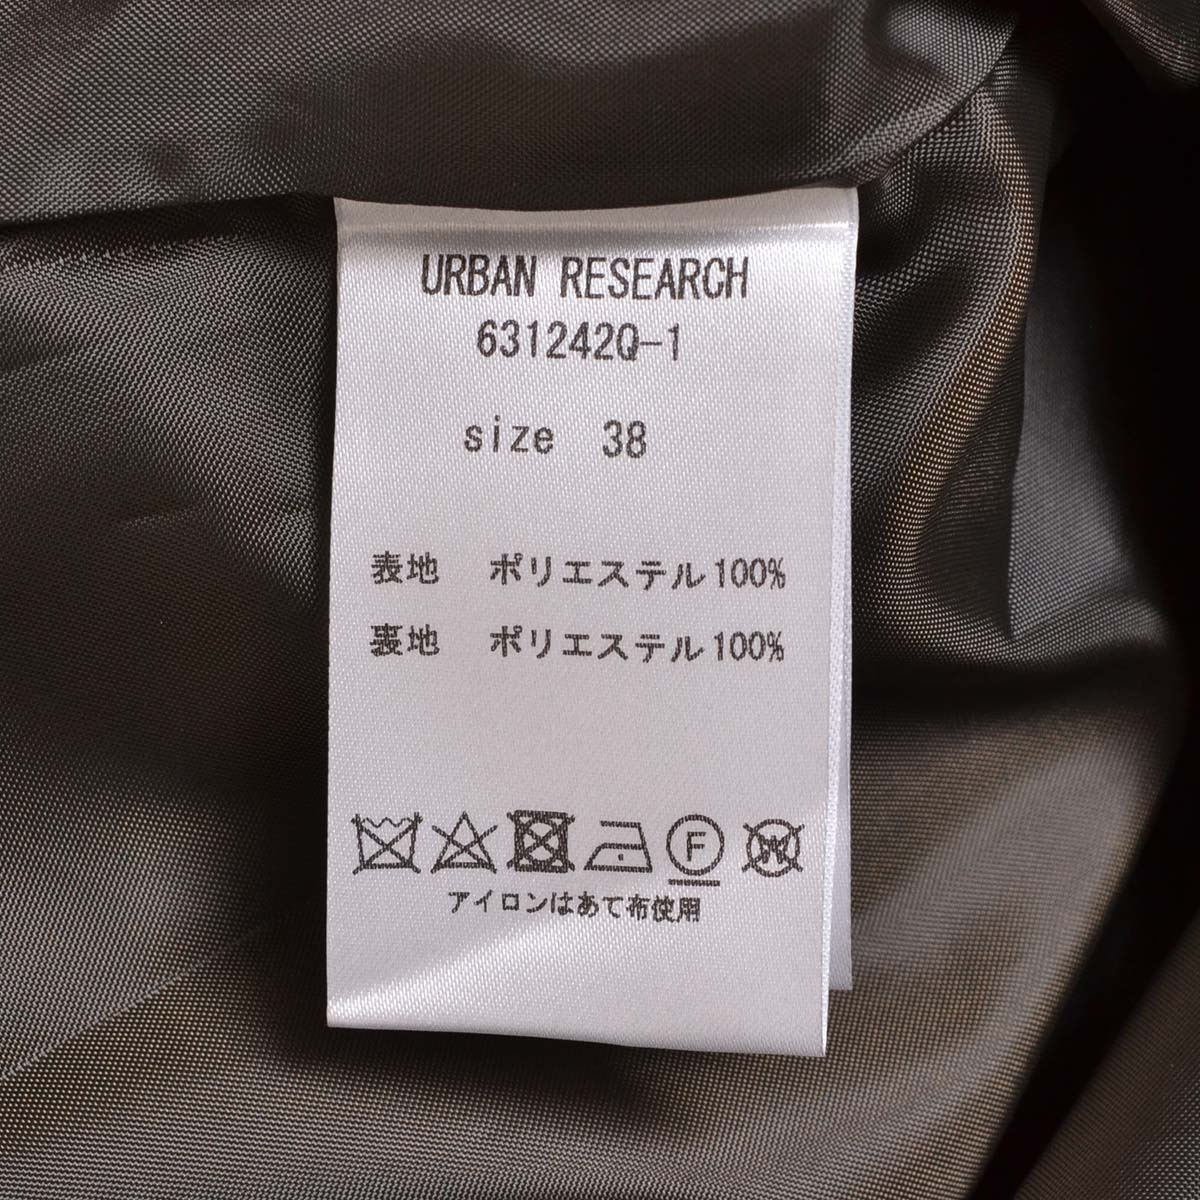 URBAN RESEARCH
631242Q-1
size 38
表地 ポリエステル100%
裏地 ポリエステル100%
F W
アイロンはあて布使用